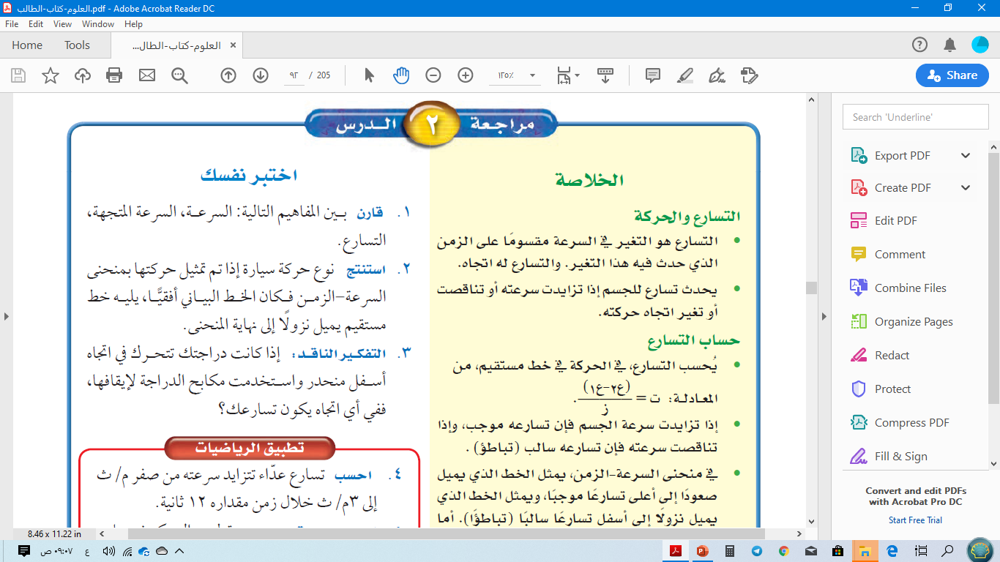 العلوم-كتاب-الطالب.pdf - Adobe Acrobat Reader DC
File Edit View Window Help
Home Tools العلوم-كتاب-الطال... ×
٩٢ / 205 ١٢٥٪ Share
مراجعة ٢ الدرس
الخلاصة
التسارع والحركة
• التسارع هو التغير في السرعة مقسومًا على الزمن
الذي حدث فيه هذا التغير. والتسارع له اتجاه.
• يحدث تسارع للجسم إذا تزايدت سرعته أو تناقصت
أو تغير اتجاه حركته.
حساب التسارع
• يُحسب التسارع، في الحركة في خط مستقيم، من
المعادلة: ت = (ع٢-ع١)/ز .
• إذا تزايدت سرعة الجسم فإن تسارعه موجب، وإذا
تناقصت سرعته فإن تسارعه سالب (تباطؤ) .
• في منحنى السرعة-الزمن، يمثل الخط الذي يميل
صعودًا إلى أعلى تسارعًا موجبًا، ويمثل الخط الذي
يميل نزولًا إلى أسفل تسارعًا سالبًا (تباطؤًا). أما
اختبر نفسك
١. قارن بين المفاهيم التالية: السرعة، السرعة المتجهة،
التسارع.
٢. استنتج نوع حركة سيارة إذا تم تمثيل حركتها بمنحنى
السرعة-الزمن فكان الخط البياني أفقيًّا، يليه خط
مستقيم يميل نزولًا إلى نهاية المنحنى.
٣. التفكير الناقد: إذا كانت دراجتك تتحرك في اتجاه
أسفل منحدر واستخدمت مكابح الدراجة لإيقافها،
ففي أي اتجاه يكون تسارعك؟
تطبيق الرياضيات
٤. احسب تسارع عدّاء تتزايد سرعته من صفر م/ ث
إلى ٣م/ ث خلال زمن مقداره ١٢ ثانية.
Search 'Underline'
Export PDF
Create PDF
Edit PDF
Comment
Combine Files
Organize Pages
Redact
Protect
Compress PDF
Fill & Sign
Convert and edit PDFs
with Acrobat Pro DC
Start Free Trial
8.46 x 11.22 in
٠٩:٠٧ ص ع